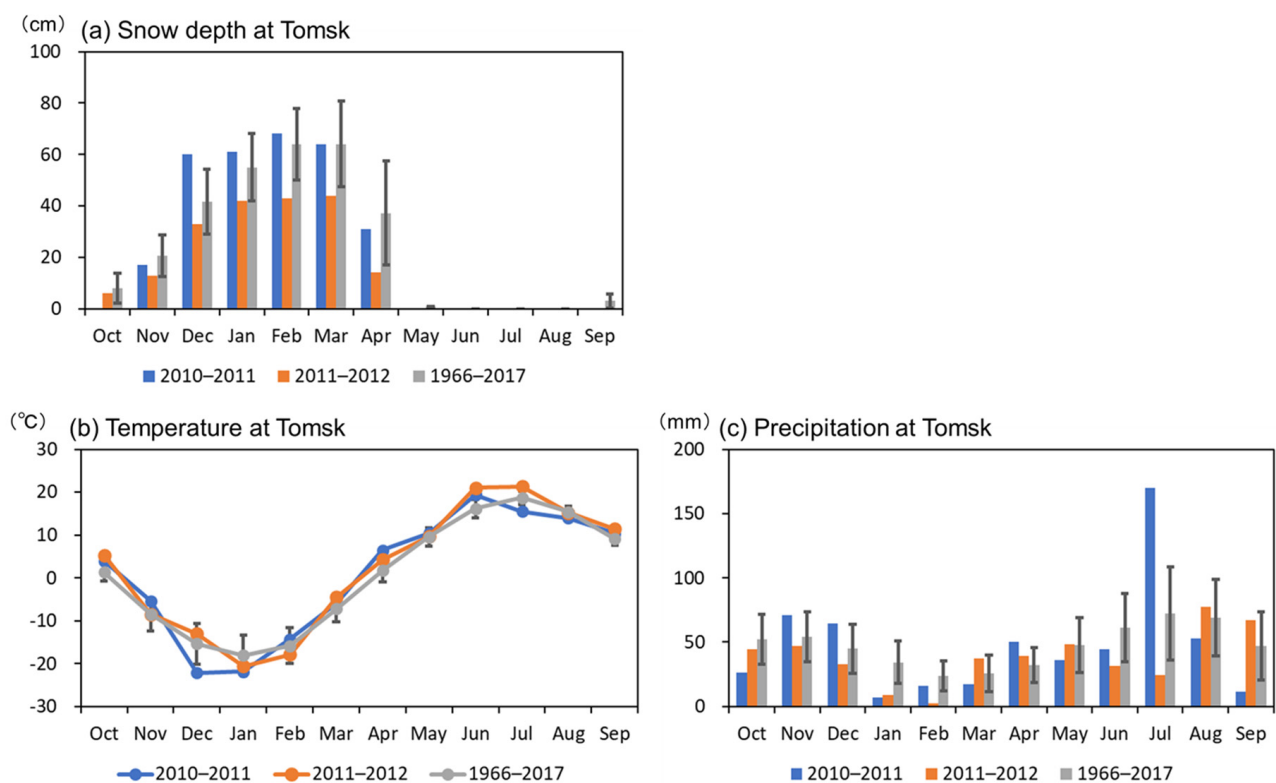 (cm) (a) Snow depth at Tomsk
100
80
60
40
20
0
Oct Nov Dec Jan Feb Mar Apr May Jun Jul Aug Sep
2010–2011 2011–2012 1966–2017
(℃) (b) Temperature at Tomsk
30
20
10
0
-10
-20
-30
Oct Nov Dec Jan Feb Mar Apr May Jun Jul Aug Sep
2010–2011 2011–2012 1966–2017
(mm) (c) Precipitation at Tomsk
200
150
100
50
0
Oct Nov Dec Jan Feb Mar Apr May Jun Jul Aug Sep
2010–2011 2011–2012 1966–2017